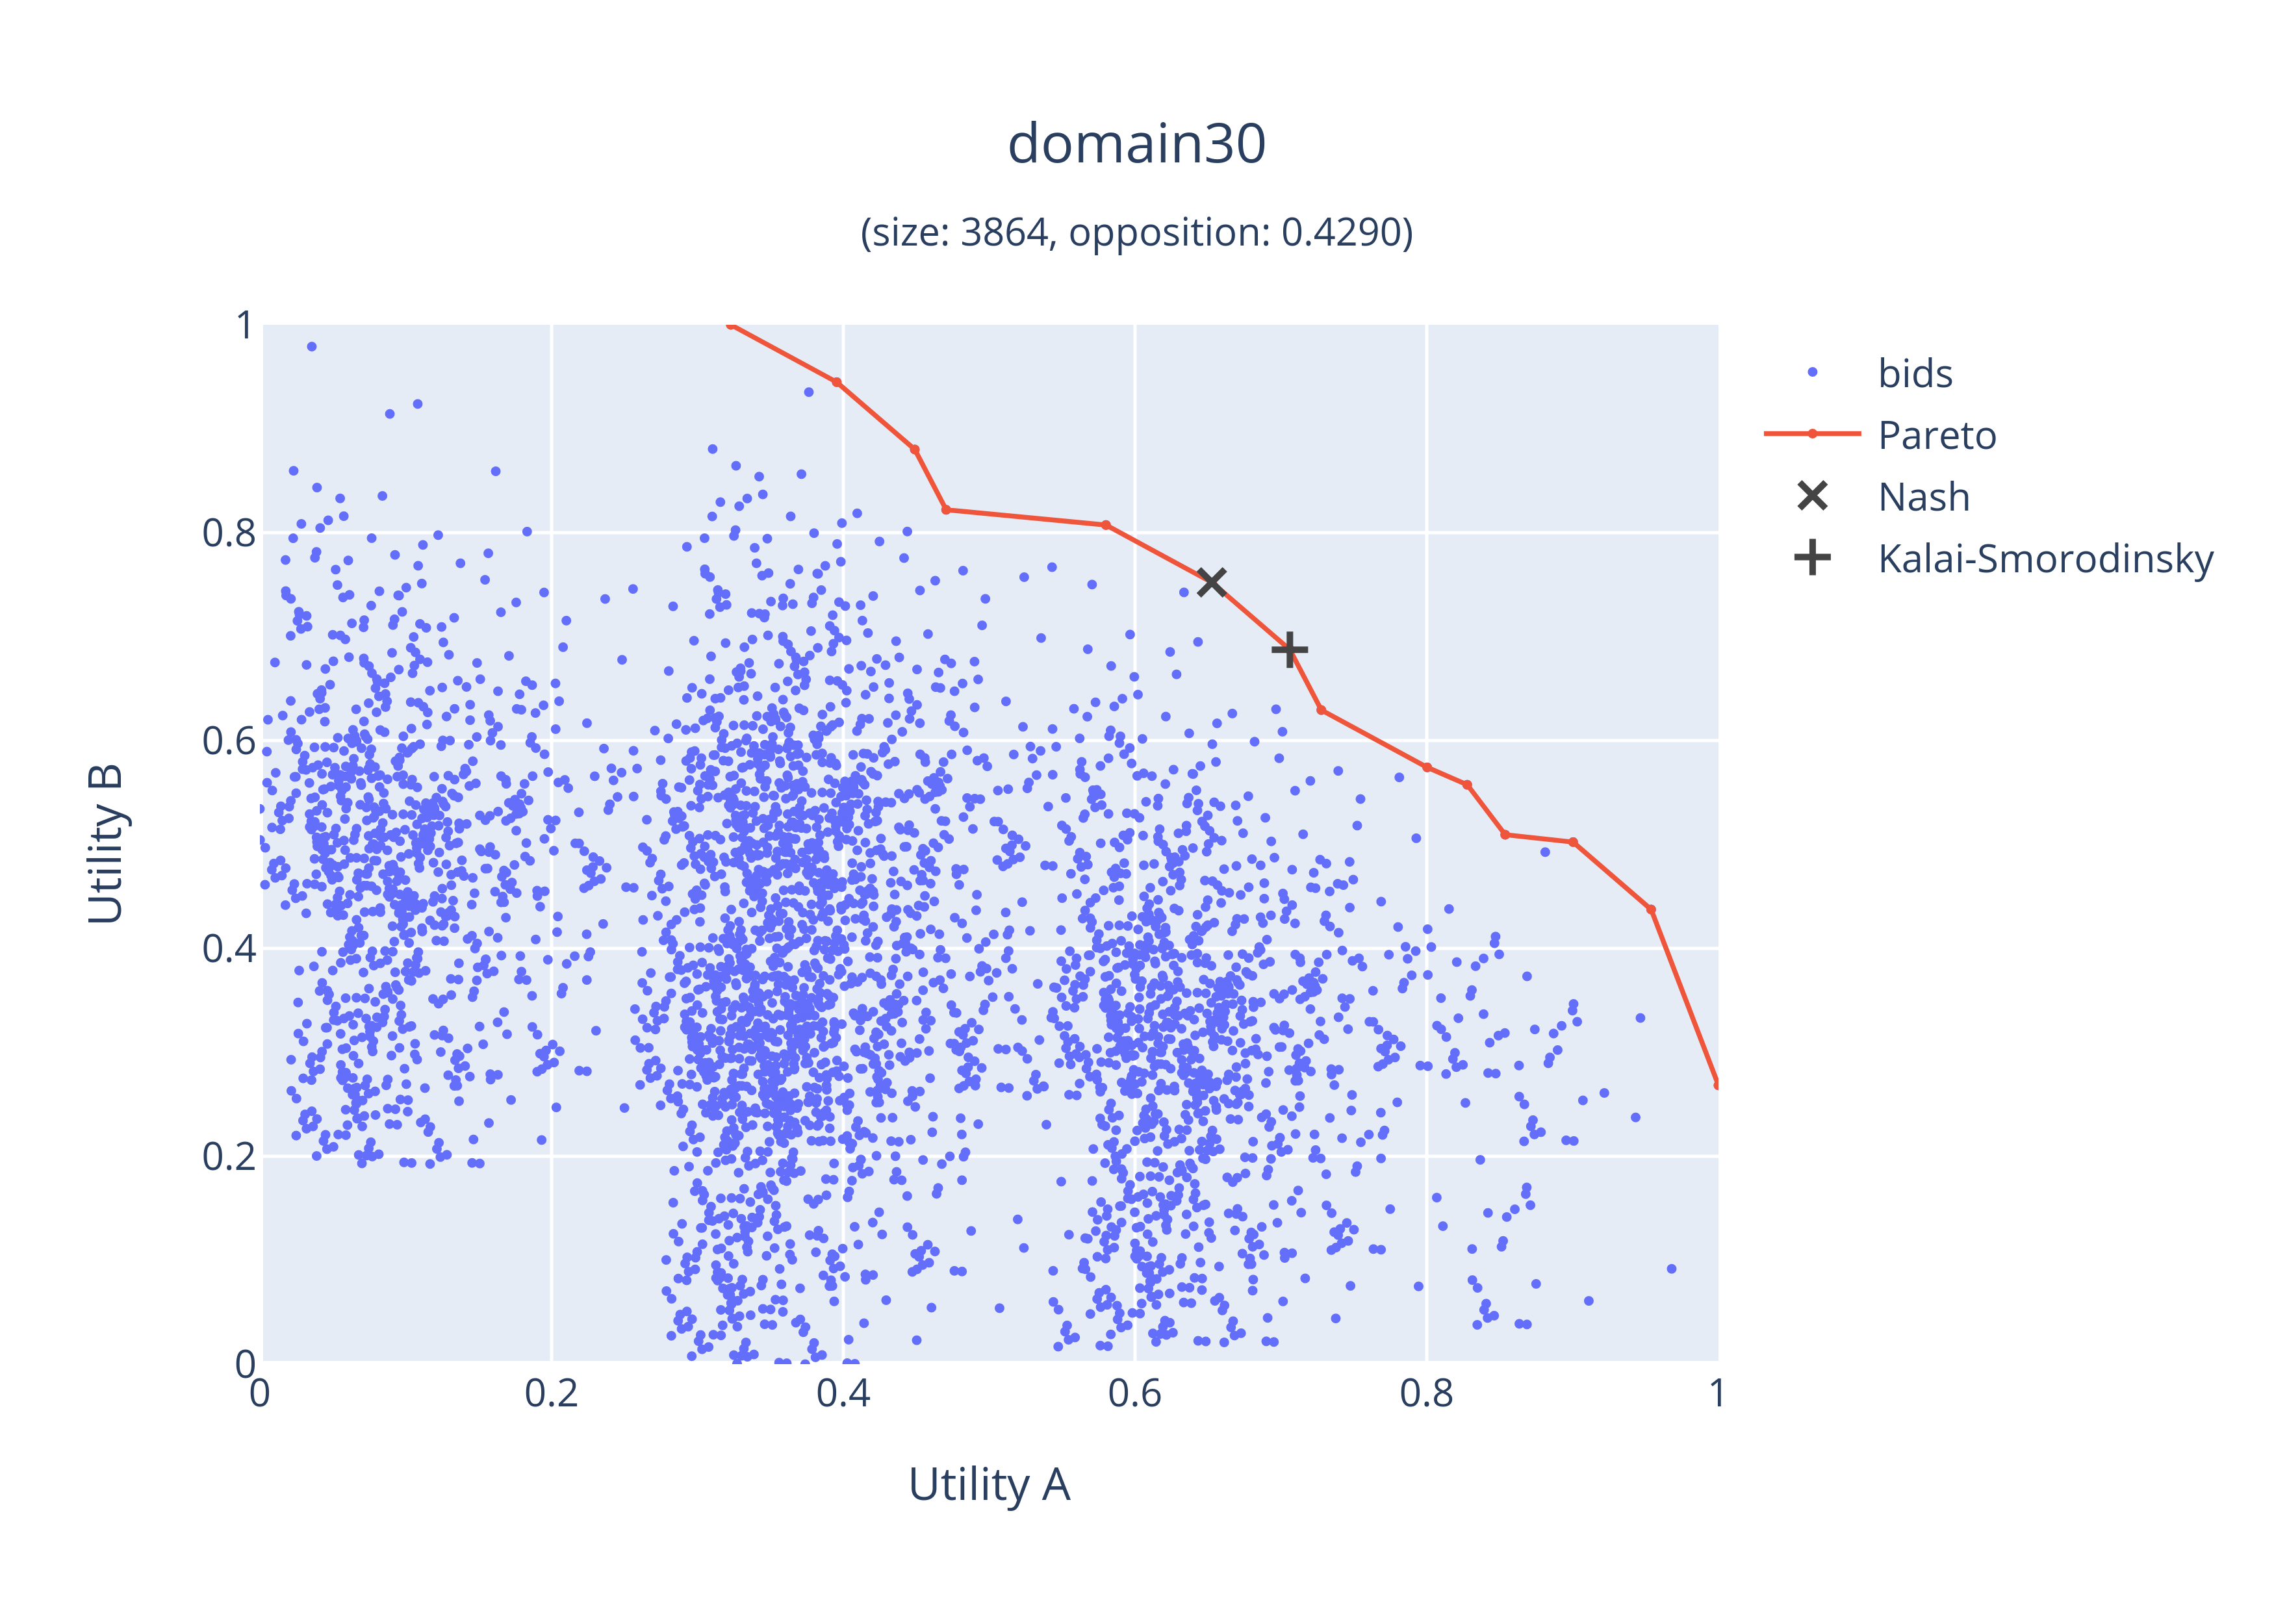 domain30
(size: 3864, opposition: 0.4290)
1
0.8
0.6
0.4
0.2
0
0 0.2 0.4 0.6 0.8 1
Utility B
Utility A
bids
Pareto
Nash
Kalai-Smorodinsky